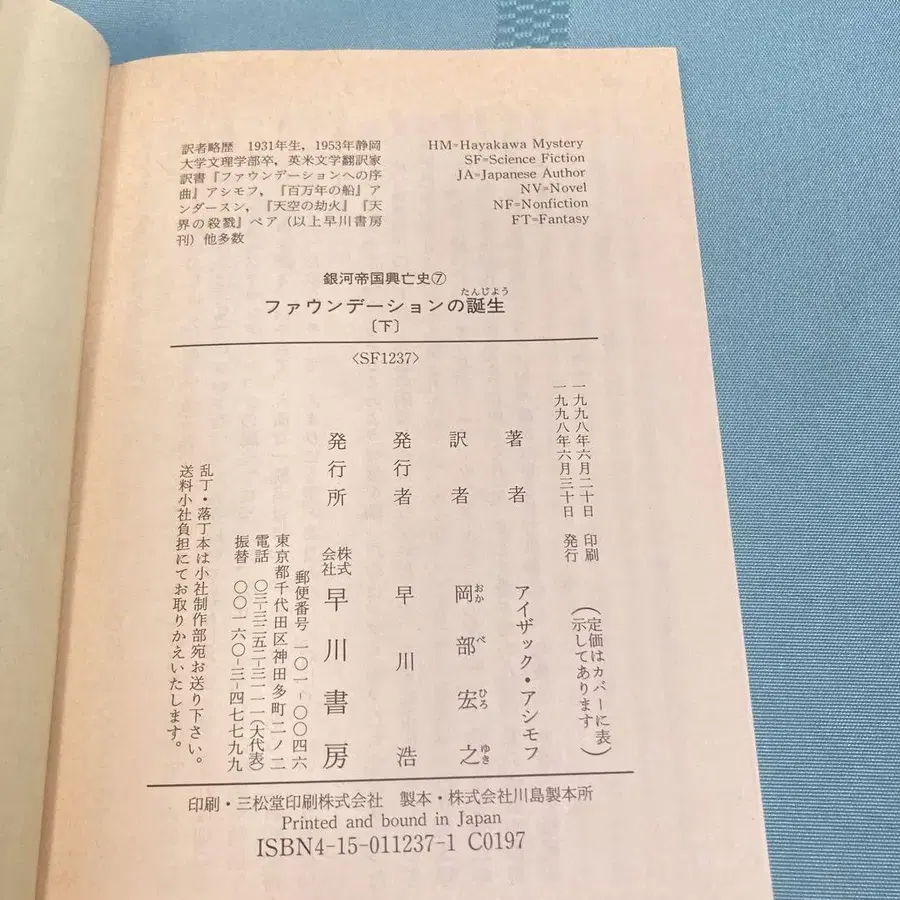 訳者略歴 1931年生，1953年静岡
大学文理学部卒，英米文学翻訳家
訳書『ファウンデーションへの序
曲』アシモフ，『百万年の船』ア
ンダースン，『天空の劫火』『天
界の殺戮』ベア（以上早川書房
刊）他多数
HM=Hayakawa Mystery
SF=Science Fiction
JA=Japanese Author
NV=Novel
NF=Nonfiction
FT=Fantasy
銀河帝国興亡史⑦
たんじよう
ファウンデーションの誕生
〔下〕
〈SF1237〉
一九九八年六月二十日 印刷
一九九八年六月三十日 発行
（定価はカバーに表
示してあります）
著者 アイザック・アシモフ
訳者 岡部宏之
おかべひろゆき
発行者 早川浩
発行所 株式会社 早川書房
郵便番号 一〇一-〇〇四六
東京都千代田区神田多町二ノ二
電話 〇三-三二五二-三一一一（大代表）
振替 〇〇一六〇-三-四七七九九
乱丁・落丁本は小社制作部宛お送り下さい。
送料小社負担にてお取りかえいたします。
印刷・三松堂印刷株式会社 製本・株式会社川島製本所
Printed and bound in Japan
ISBN4-15-011237-1 C0197